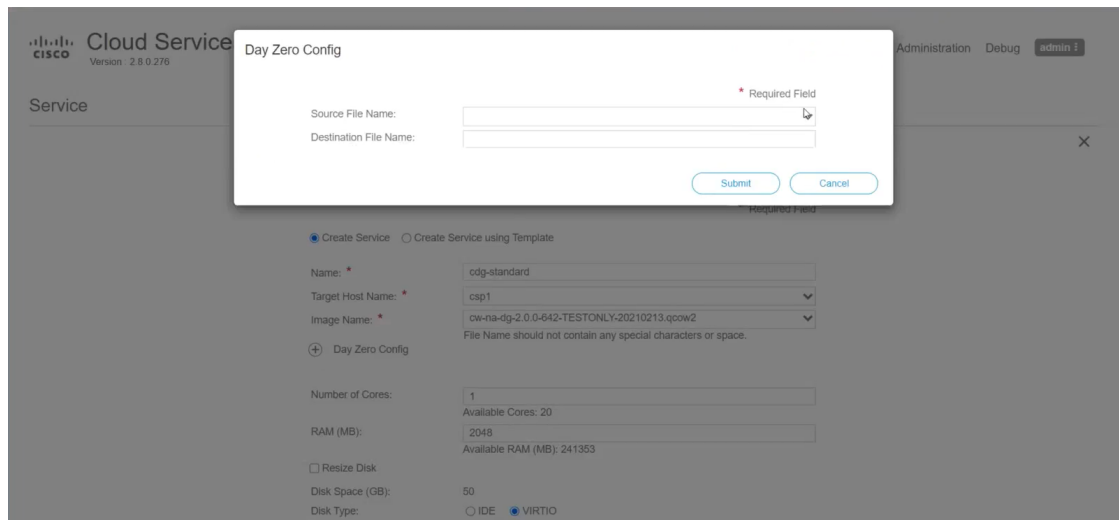 CISCO
Cloud Service
Version : 2.8.0.276
Administration Debug admin
Service
Day Zero Config
* Required Field
Source File Name:
Destination File Name:
Submit Cancel
* Required Field
Create Service Create Service using Template
Name: * cdg-standard
Target Host Name: * csp1
Image Name: * cw-na-dg-2.0.0-642-TESTONLY-20210213.qcow2
File Name should not contain any special characters or space.
Day Zero Config
Number of Cores: 1
Available Cores: 20
RAM (MB): 2048
Available RAM (MB): 241353
Resize Disk
Disk Space (GB): 50
Disk Type: IDE VIRTIO